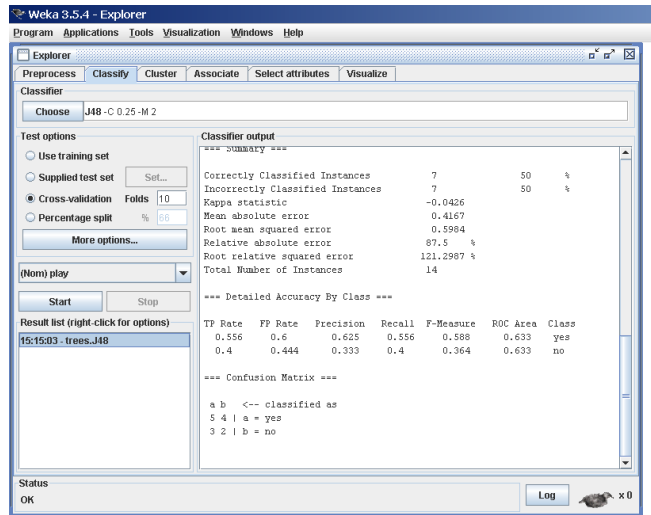 Weka 3.5.4 - Explorer
Program Applications Tools Visualization Windows Help
Explorer
Preprocess Classify Cluster Associate Select attributes Visualize
Classifier
Choose J48 -C 0.25 -M 2
Test options
Use training set
Supplied test set Set...
Cross-validation Folds 10
Percentage split % 66
More options...
(Nom) play
Start Stop
Result list (right-click for options)
15:15:03 - trees.J48
Classifier output
=== Summary ===
Correctly Classified Instances 7 50 %
Incorrectly Classified Instances 7 50 %
Kappa statistic -0.0426
Mean absolute error 0.4167
Root mean squared error 0.5984
Relative absolute error 87.5 %
Root relative squared error 121.2987 %
Total Number of Instances 14
=== Detailed Accuracy By Class ===
TP Rate FP Rate Precision Recall F-Measure ROC Area Class
0.556 0.6 0.625 0.556 0.588 0.633 yes
0.4 0.444 0.333 0.4 0.364 0.633 no
=== Confusion Matrix ===
a b <-- classified as
5 4 | a = yes
3 2 | b = no
Status
OK
Log x 0